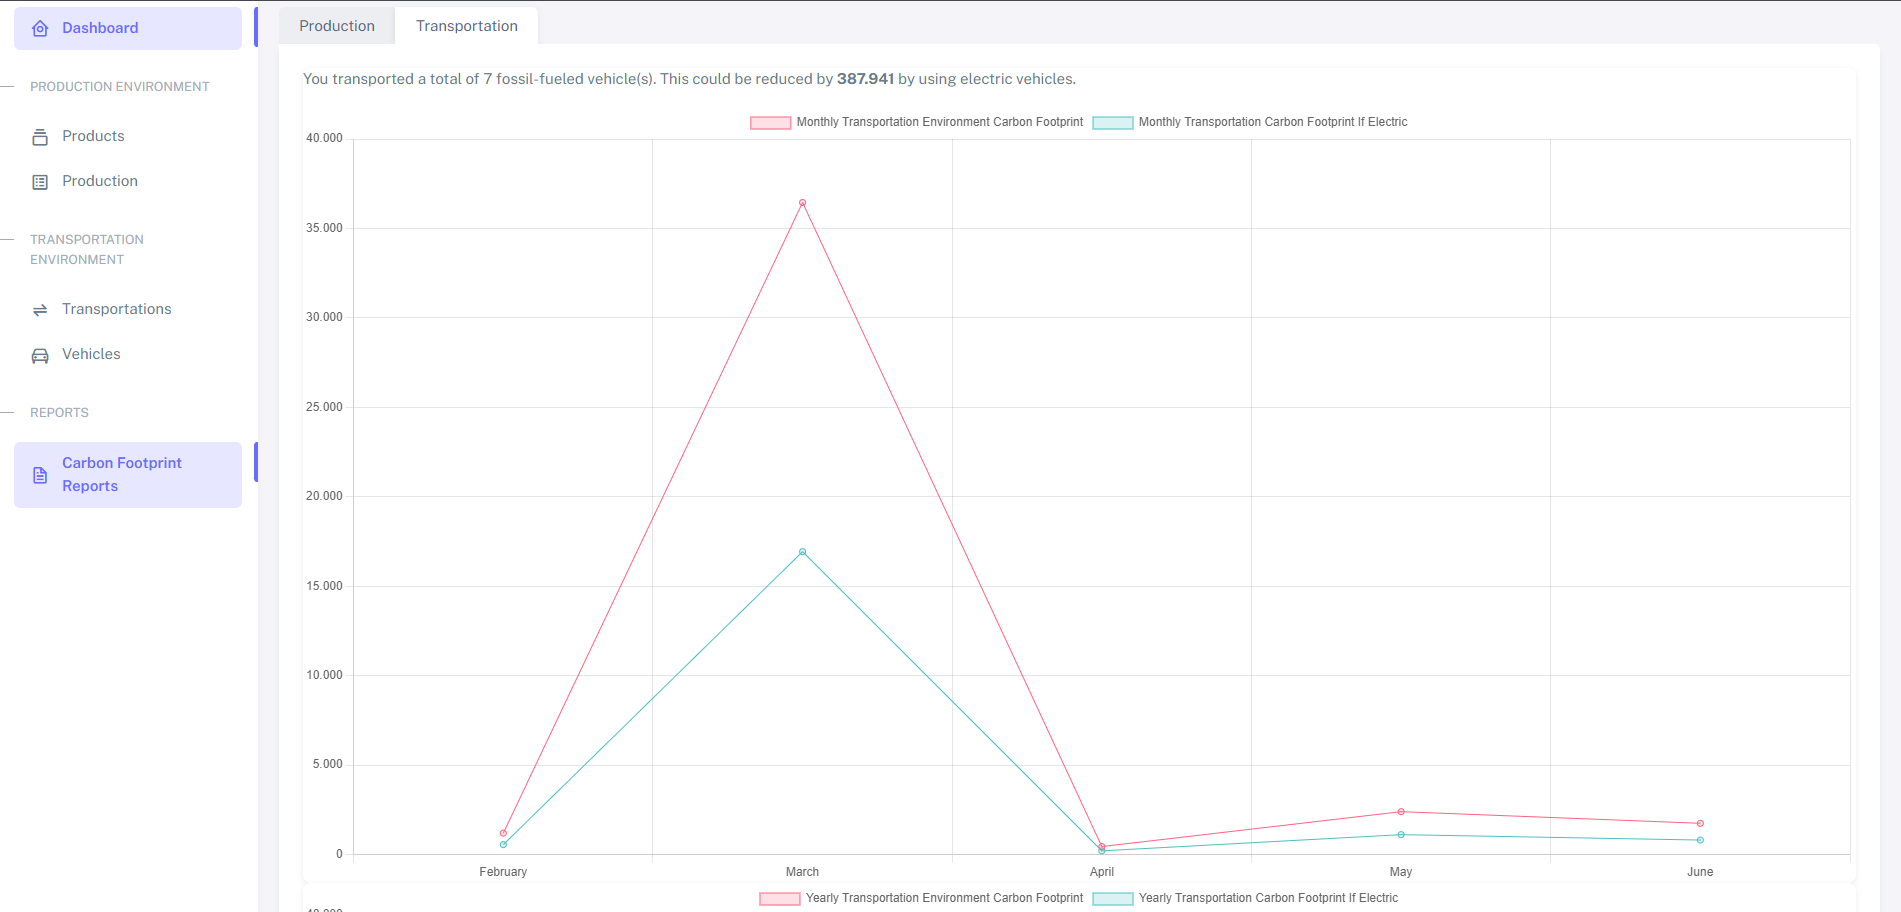 Dashboard
PRODUCTION ENVIRONMENT
Products
Production
TRANSPORTATION
ENVIRONMENT
Transportations
Vehicles
REPORTS
Carbon Footprint
Reports
Production
Transportation
You transported a total of 7 fossil-fueled vehicle(s). This could be reduced by 387.941 by using electric vehicles.
Monthly Transportation Environment Carbon Footprint
Monthly Transportation Carbon Footprint If Electric
40.000
35.000
30.000
25.000
20.000
15.000
10.000
5.000
0
February
March
April
May
June
Yearly Transportation Environment Carbon Footprint
Yearly Transportation Carbon Footprint If Electric